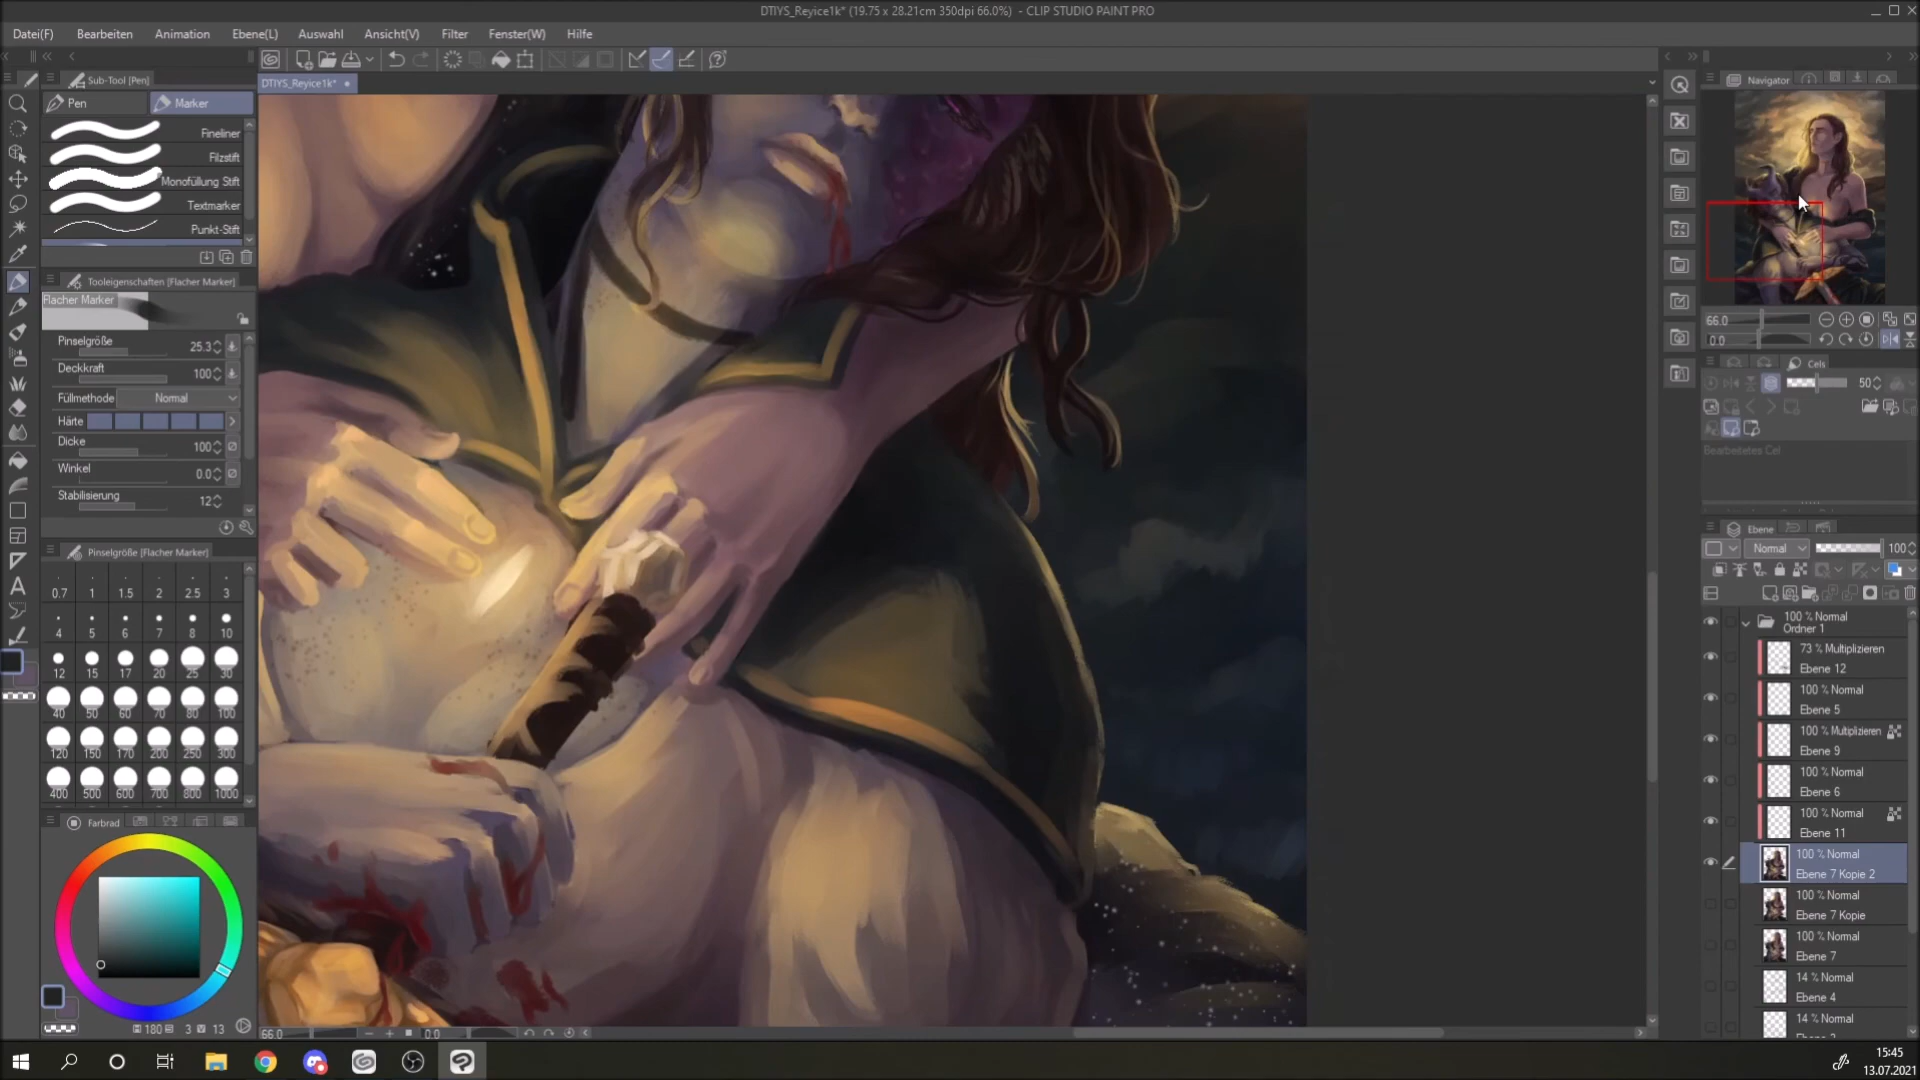 DTIYS_Reyice1k* (19.75 x 28.21cm 350dpi 66.0%) - CLIP STUDIO PAINT PRO
Datei(F) Bearbeiten Animation Ebene(L) Auswahl Ansicht(V) Filter Fenster(W) Hilfe
Sub-Tool [Pen]
DTIYS_Reyice1k*
Navigator
Pen Marker
Fineliner
Filzstift
Monofüllung Stift
Textmarker
Punkt-Stift
Tooleigenschaften [Flacher Marker]
Flacher Marker
Pinselgröße 25.3
Deckkraft 100
Füllmethode Normal
Härte
Dicke 100
Winkel 0.0
Stabilisierung 12
Pinselgröße [Flacher Marker]
0.7 1 1.5 2 2.5 3
4 5 6 7 8 10
12 15 17 20 25 30
40 50 60 70 80 100
120 150 170 200 250 300
400 500 600 700 800 1000
Farbrad
180 3 13
66.0 0.0
66.0
0.0
Cels
50
Bearbeitetes Cel
Ebene
Normal 100
100 % Normal
Ordner 1
73 % Multiplizieren
Ebene 12
100 % Normal
Ebene 5
100 % Multiplizieren
Ebene 9
100 % Normal
Ebene 6
100 % Normal
Ebene 11
100 % Normal
Ebene 7 Kopie 2
100 % Normal
Ebene 7 Kopie
100 % Normal
Ebene 7
14 % Normal
Ebene 4
14 % Normal
15:45
13.07.2021